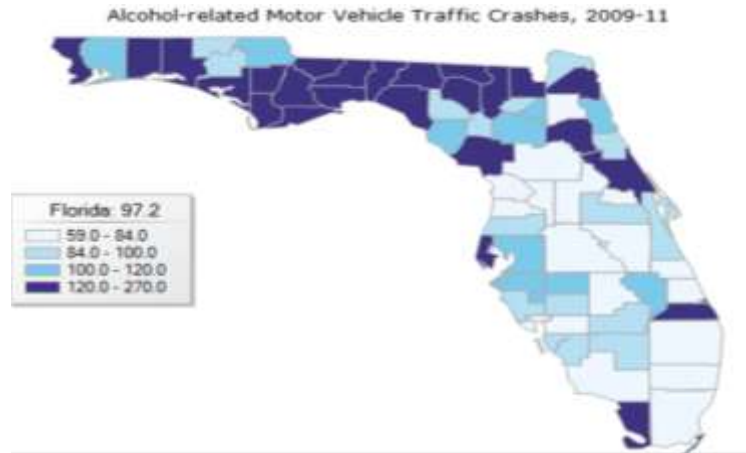 Alcohol-related Motor Vehicle Traffic Crashes, 2009-11
Florida: 97.2
59.0 - 84.0
84.0 - 100.0
100.0 - 120.0
120.0 - 270.0